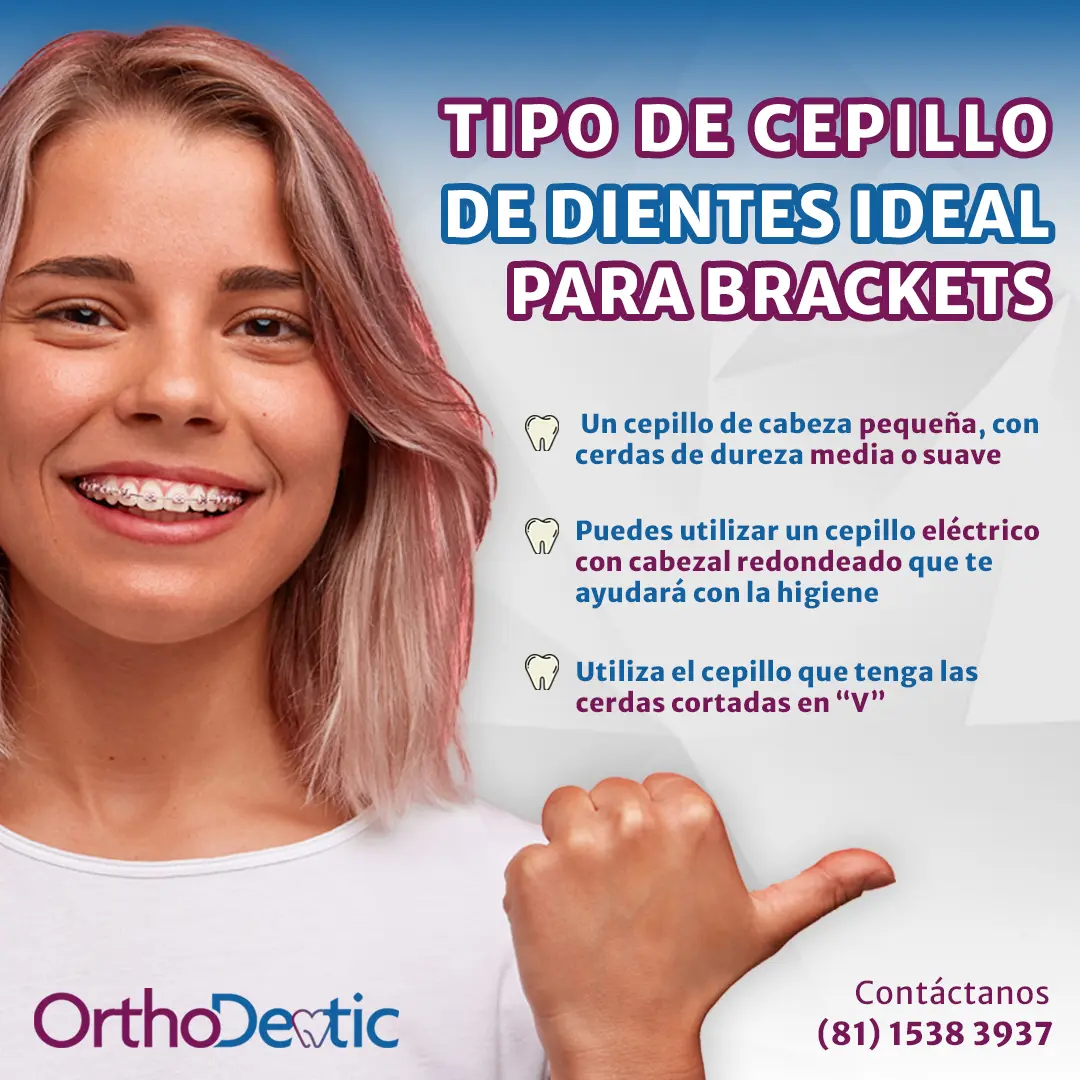 TIPO DE CEPILLO
DE DIENTES IDEAL
PARA BRACKETS
Un cepillo de cabeza pequeña, con
cerdas de dureza media o suave
Puedes utilizar un cepillo eléctrico
con cabezal redondeado que te
ayudará con la higiene
Utiliza el cepillo que tenga las
cerdas cortadas en “V”
OrthoDentic
Contáctanos
(81) 1538 3937